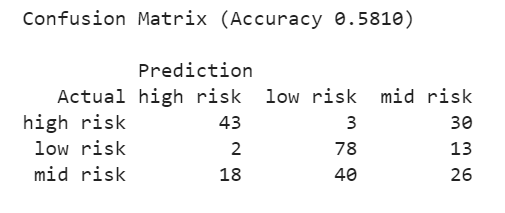 Confusion Matrix (Accuracy 0.5810)
Prediction
Actual high risk low risk mid risk
high risk 43 3 30
low risk 2 78 13
mid risk 18 40 26